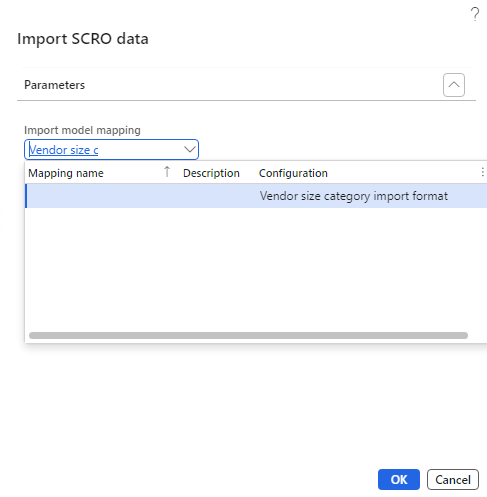 ?
Import SCRO data
Parameters
Import model mapping
Vendor size c
Mapping name ↑ Description Configuration
Vendor size category import format
OK Cancel